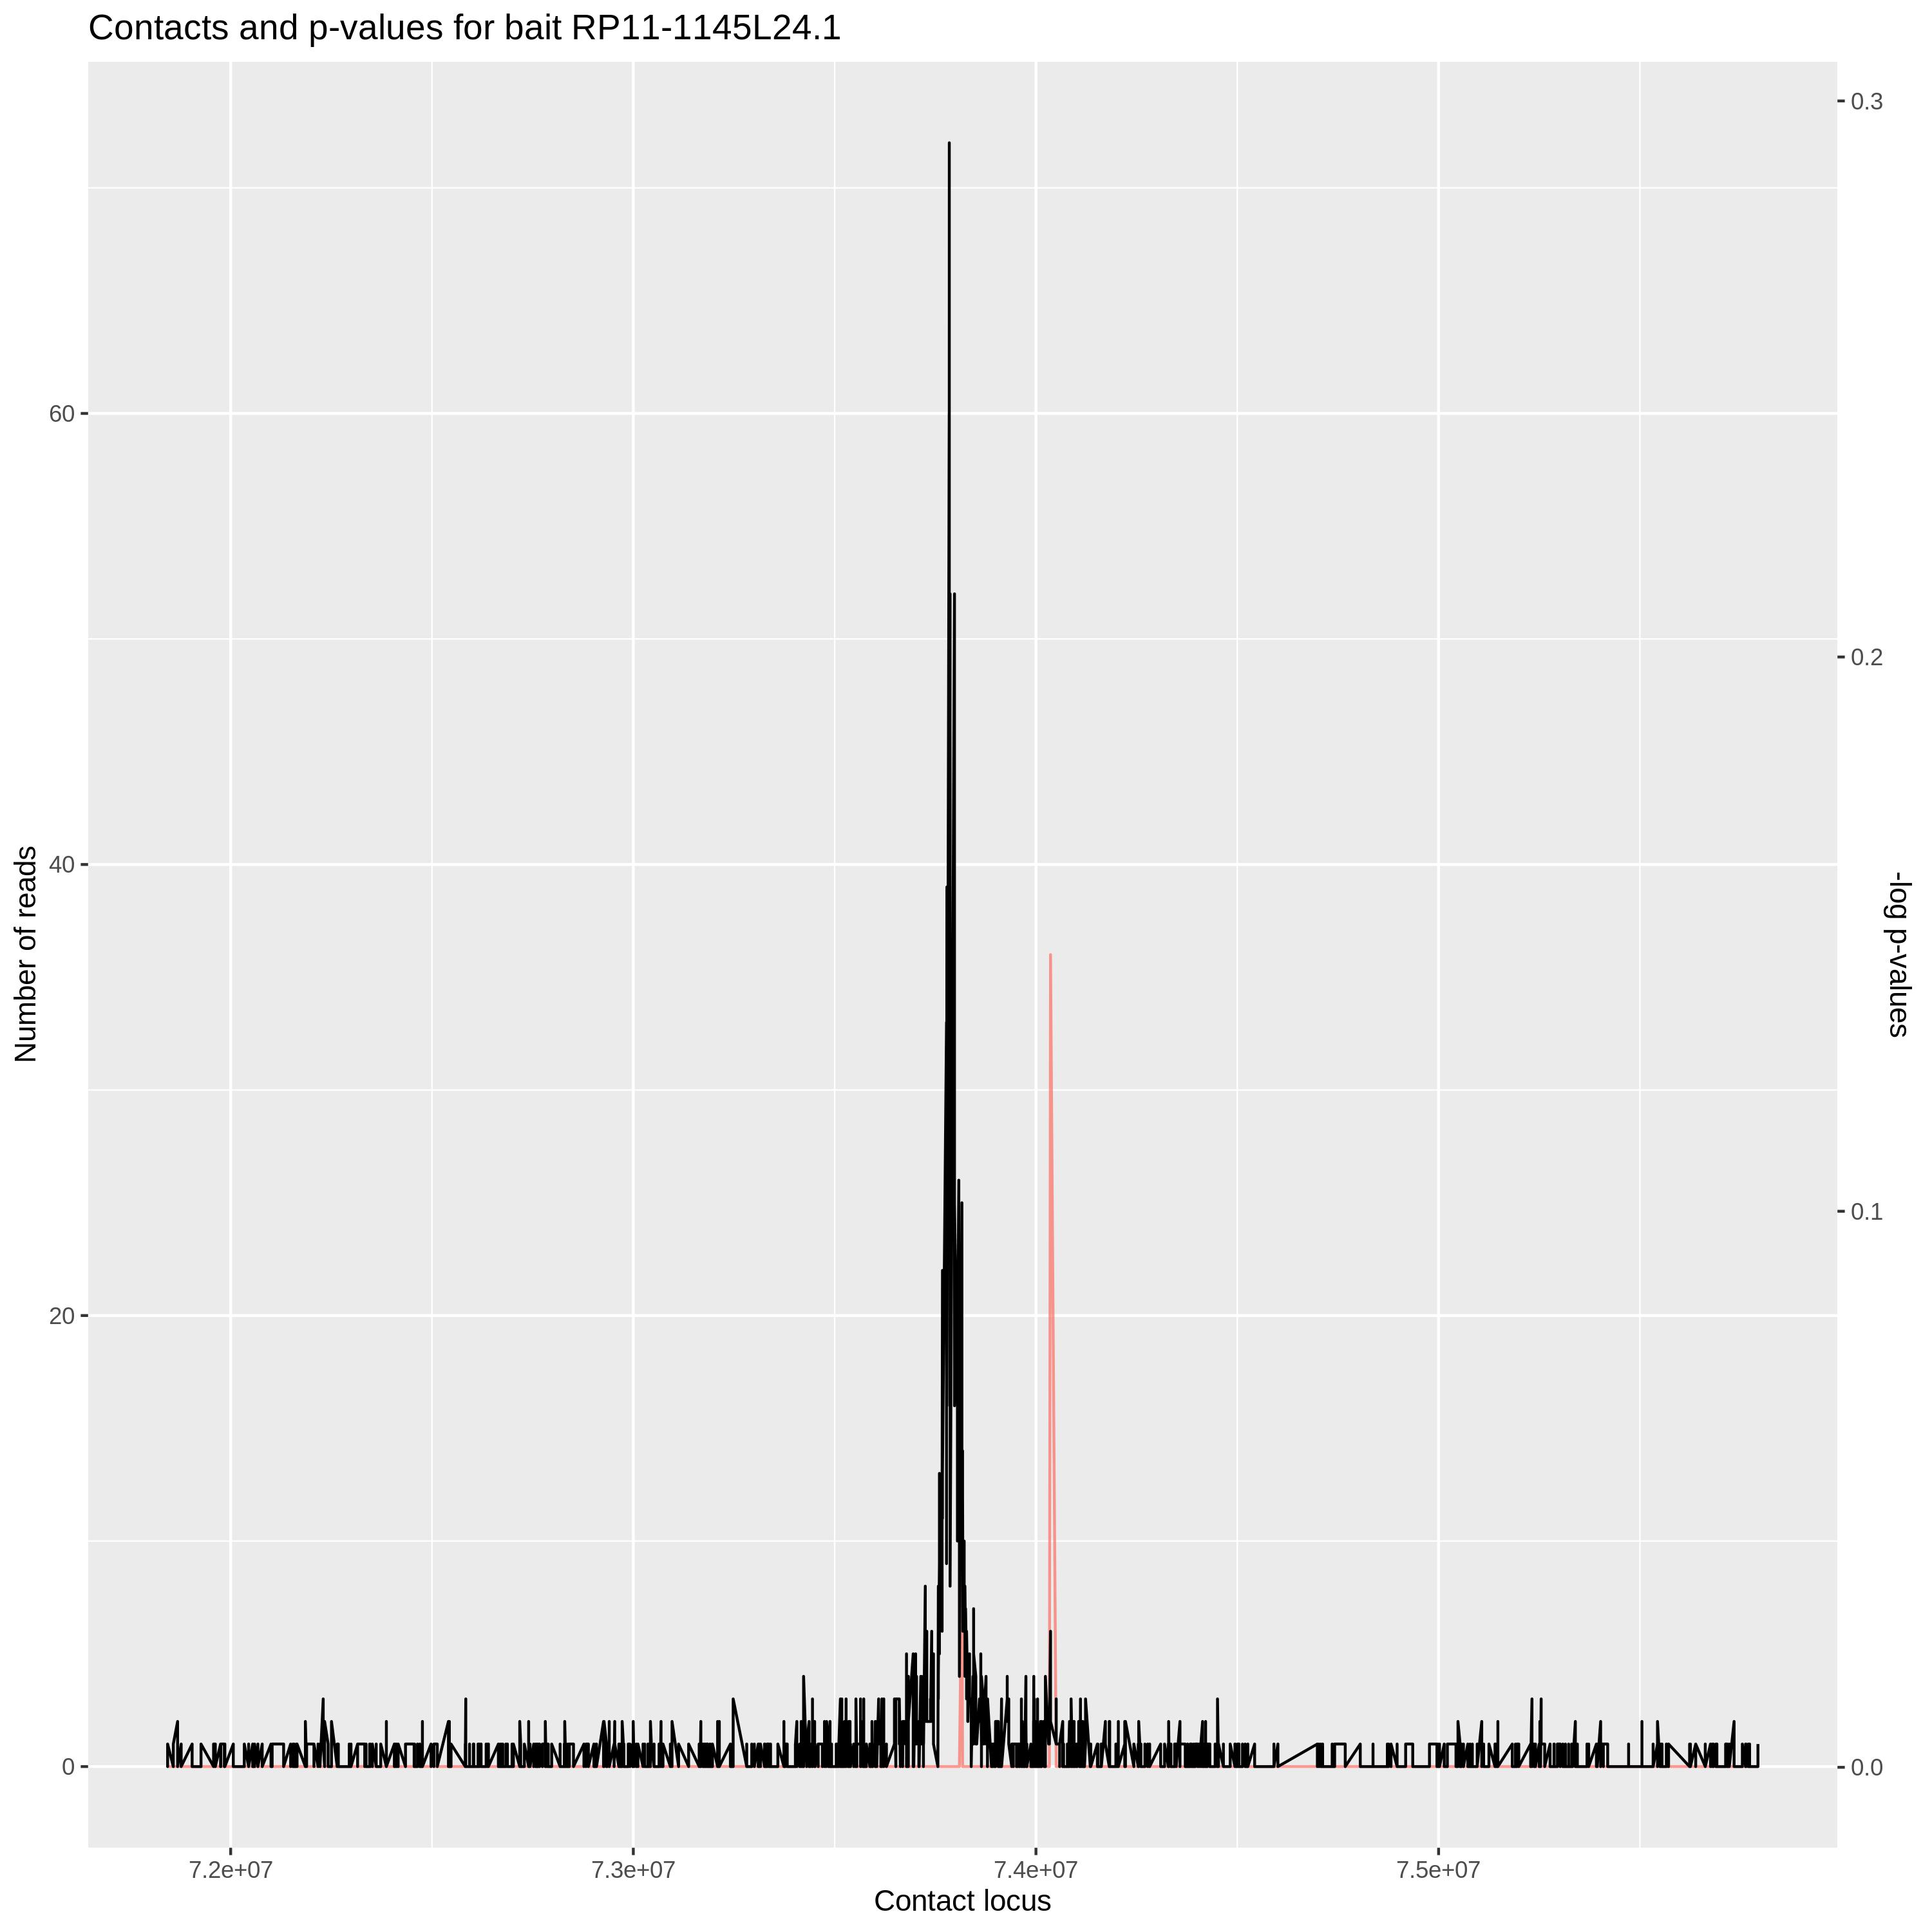 Contacts and p-values for bait RP11-1145L24.1
Number of reads
60
40
20
0
0.3
0.2
0.1
0.0
-log p-values
7.2e+07 7.3e+07 7.4e+07 7.5e+07
Contact locus